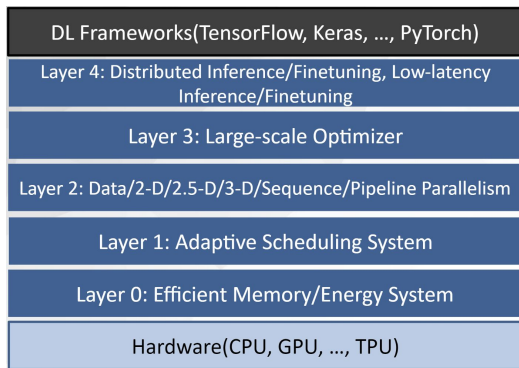 DL Frameworks(TensorFlow, Keras, ..., PyTorch)
Layer 4: Distributed Inference/Finetuning, Low-latency
Inference/Finetuning
Layer 3: Large-scale Optimizer
Layer 2: Data/2-D/2.5-D/3-D/Sequence/Pipeline Parallelism
Layer 1: Adaptive Scheduling System
Layer 0: Efficient Memory/Energy System
Hardware(CPU, GPU, ..., TPU)